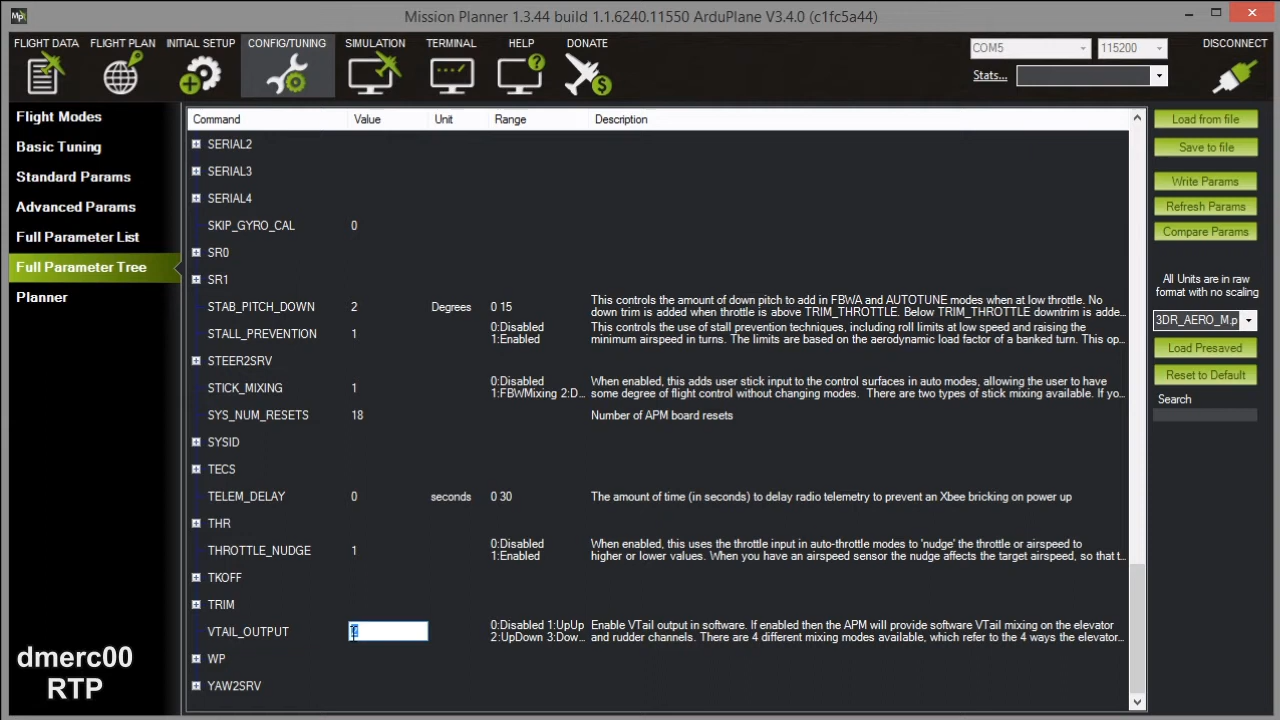 Mp
Mission Planner 1.3.44 build 1.1.6240.11550 ArduPlane V3.4.0 (c1fc5a44)
FLIGHT DATA FLIGHT PLAN INITIAL SETUP CONFIG/TUNING SIMULATION TERMINAL HELP DONATE
COM5 115200 DISCONNECT
Stats...
Flight Modes
Basic Tuning
Standard Params
Advanced Params
Full Parameter List
Full Parameter Tree
Planner
Command Value Unit Range Description
SERIAL2
SERIAL3
SERIAL4
SKIP_GYRO_CAL 0
SR0
SR1
STAB_PITCH_DOWN 2 Degrees 0 15 This controls the amount of down pitch to add in FBWA and AUTOTUNE modes when at low throttle. No
down trim is added when throttle is above TRIM_THROTTLE. Below TRIM_THROTTLE downtrim is adde...
STALL_PREVENTION 1 0:Disabled
1:Enabled
This controls the use of stall prevention techniques, including roll limits at low speed and raising the
minimum airspeed in turns. The limits are based on the aerodynamic load factor of a banked turn. This op...
STEER2SRV
STICK_MIXING 1 0:Disabled
1:FBWMixing 2:D...
When enabled, this adds user stick input to the control surfaces in auto modes, allowing the user to have
some degree of flight control without changing modes. There are two types of stick mixing available. If yo...
SYS_NUM_RESETS 18 Number of APM board resets
SYSID
TECS
TELEM_DELAY 0 seconds 0 30 The amount of time (in seconds) to delay radio telemetry to prevent an Xbee bricking on power up
THR
THROTTLE_NUDGE 1 0:Disabled
1:Enabled
When enabled, this uses the throttle input in auto-throttle modes to 'nudge' the throttle or airspeed to
higher or lower values. When you have an airspeed sensor the nudge affects the target airspeed, so that t...
TKOFF
TRIM
VTAIL_OUTPUT 0:Disabled 1:UpUp
2:UpDown 3:Dow...
Enable VTail output in software. If enabled then the APM will provide software VTail mixing on the elevator
and rudder channels. There are 4 different mixing modes available, which refer to the 4 ways the elevator...
WP
YAW2SRV
Load from file
Save to file
Write Params
Refresh Params
Compare Params
All Units are in raw
format with no scaling
3DR_AERO_M.p
Load Presaved
Reset to Default
Search
dmerc00
RTP